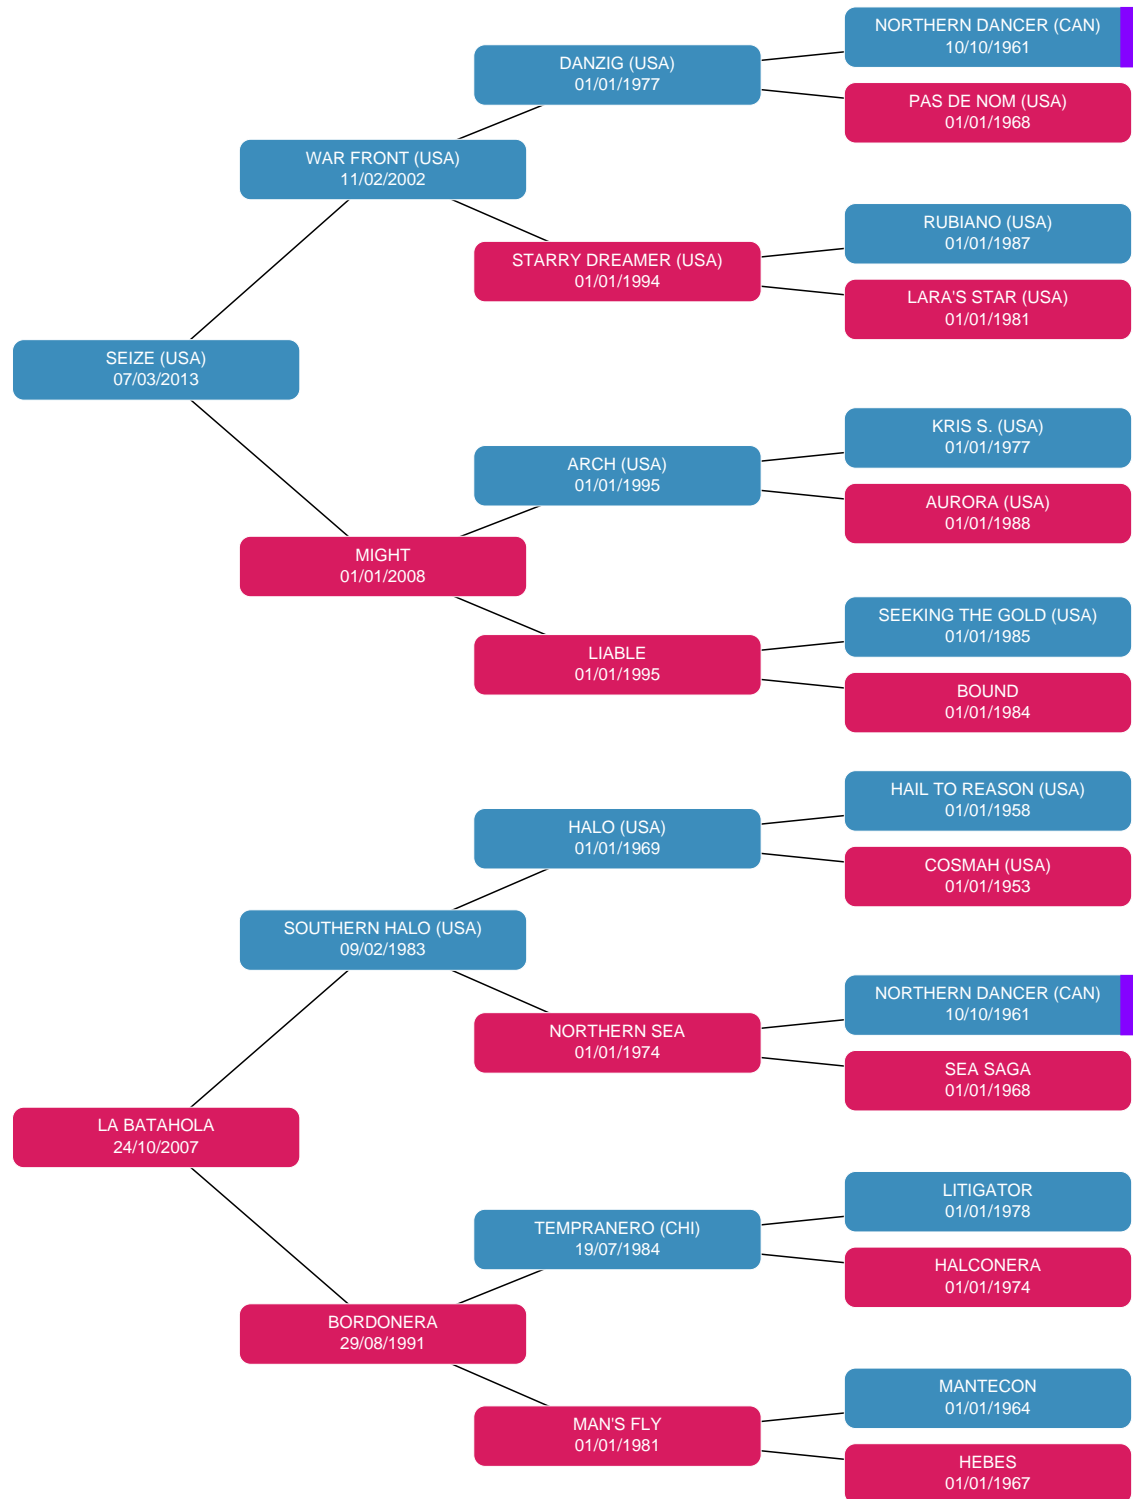 NORTHERN DANCER (CAN)
10/10/1961
DANZIG (USA)
01/01/1977
PAS DE NOM (USA)
01/01/1968
WAR FRONT (USA)
11/02/2002
RUBIANO (USA)
01/01/1987
STARRY DREAMER (USA)
01/01/1994
LARA'S STAR (USA)
01/01/1981
SEIZE (USA)
07/03/2013
KRIS S. (USA)
01/01/1977
ARCH (USA)
01/01/1995
AURORA (USA)
01/01/1988
MIGHT
01/01/2008
SEEKING THE GOLD (USA)
01/01/1985
LIABLE
01/01/1995
BOUND
01/01/1984
HAIL TO REASON (USA)
01/01/1958
HALO (USA)
01/01/1969
COSMAH (USA)
01/01/1953
SOUTHERN HALO (USA)
09/02/1983
NORTHERN DANCER (CAN)
10/10/1961
NORTHERN SEA
01/01/1974
SEA SAGA
01/01/1968
LA BATAHOLA
24/10/2007
LITIGATOR
01/01/1978
TEMPRANERO (CHI)
19/07/1984
HALCONERA
01/01/1974
BORDONERA
29/08/1991
MANTECON
01/01/1964
MAN'S FLY
01/01/1981
HEBES
01/01/1967